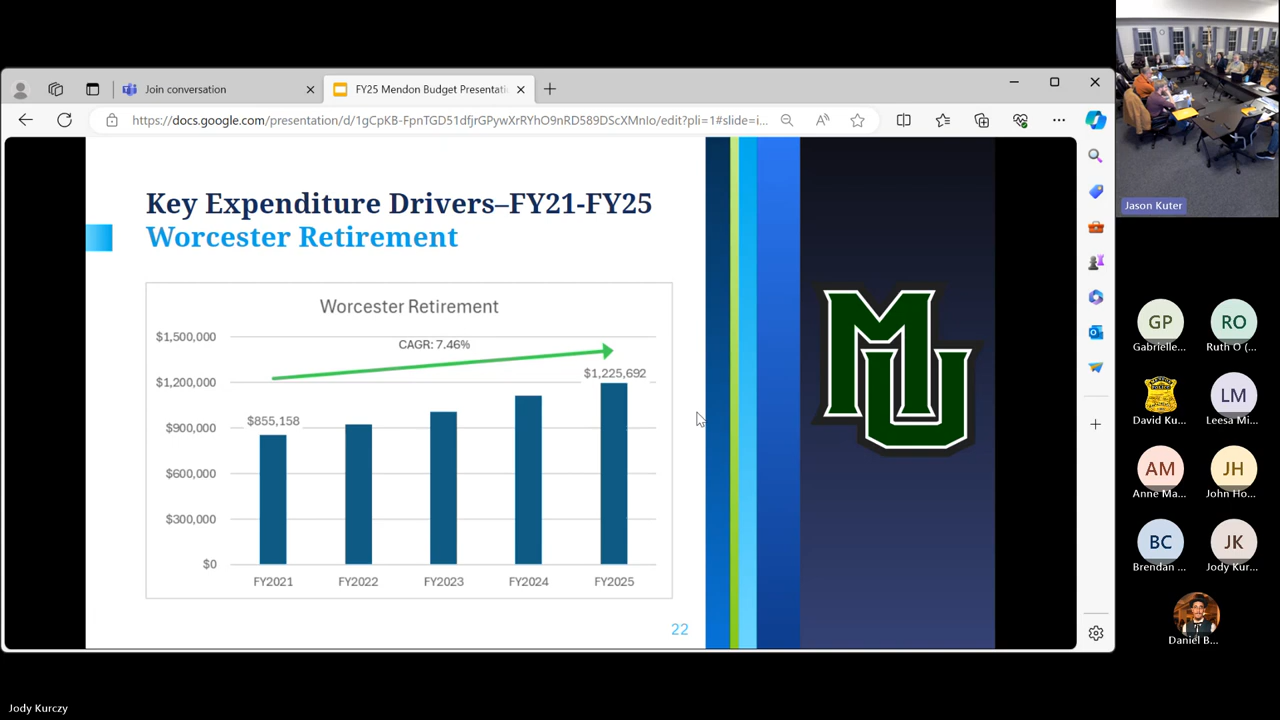 Join conversation
FY25 Mendon Budget Presentati
https://docs.google.com/presentation/d/1gCpKB-FpnTGD51dfjrGPywXrRYhO9nRD589DScXMnIo/edit?pli=1#slide=i...
Key Expenditure Drivers–FY21-FY25
Worcester Retirement
Worcester Retirement
$1,500,000
CAGR: 7.46%
$1,200,000
$1,225,692
$900,000
$855,158
$600,000
$300,000
$0
FY2021 FY2022 FY2023 FY2024 FY2025
22
MU
Jason Kuter
GP RO
Gabrielle... Ruth O (...
LM
David Ku... Leesa Mi...
AM JH
Anne Ma... John Ho...
BC JK
Brendan ... Jody Kur...
Daniel B...
Jody Kurczy